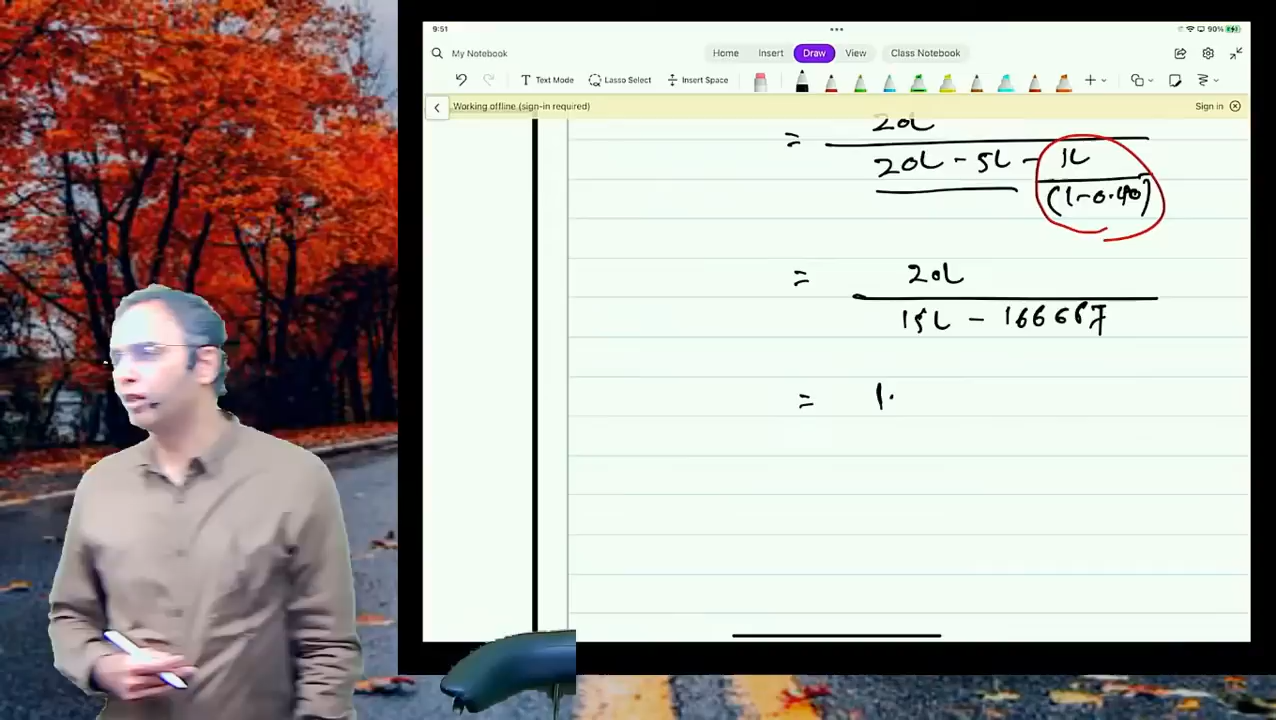 9:51
90%
My Notebook
Home Insert Draw View Class Notebook
Text Mode Lasso Select Insert Space
Working offline (sign-in required) Sign in
= 20L
20L - 5L - 1L
(1-0.40)
= 20L
15L - 166667
= 1.